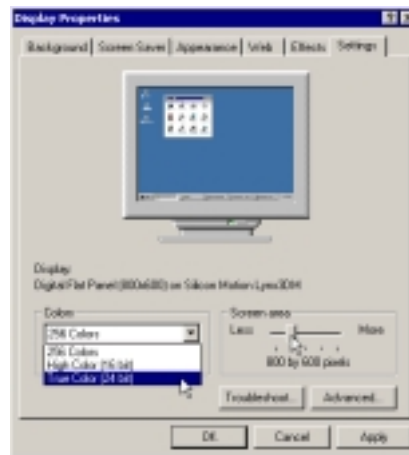 Display Properties
Background Screen Saver Appearance Web Effects Settings
Display:
Digital Flat Panel (800x600) on Silicon Motion Lynx3DM
Colors
256 Colors
256 Colors
High Color (16 bit)
True Color (24 bit)
Screen area
Less More
800 by 600 pixels
Troubleshoot... Advanced...
OK Cancel Apply